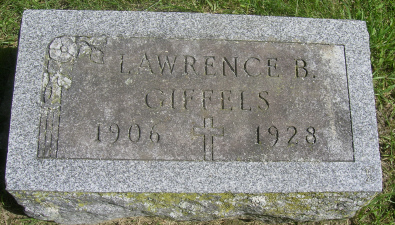 LAWRENCE B.
GIFFELS
1906 1928